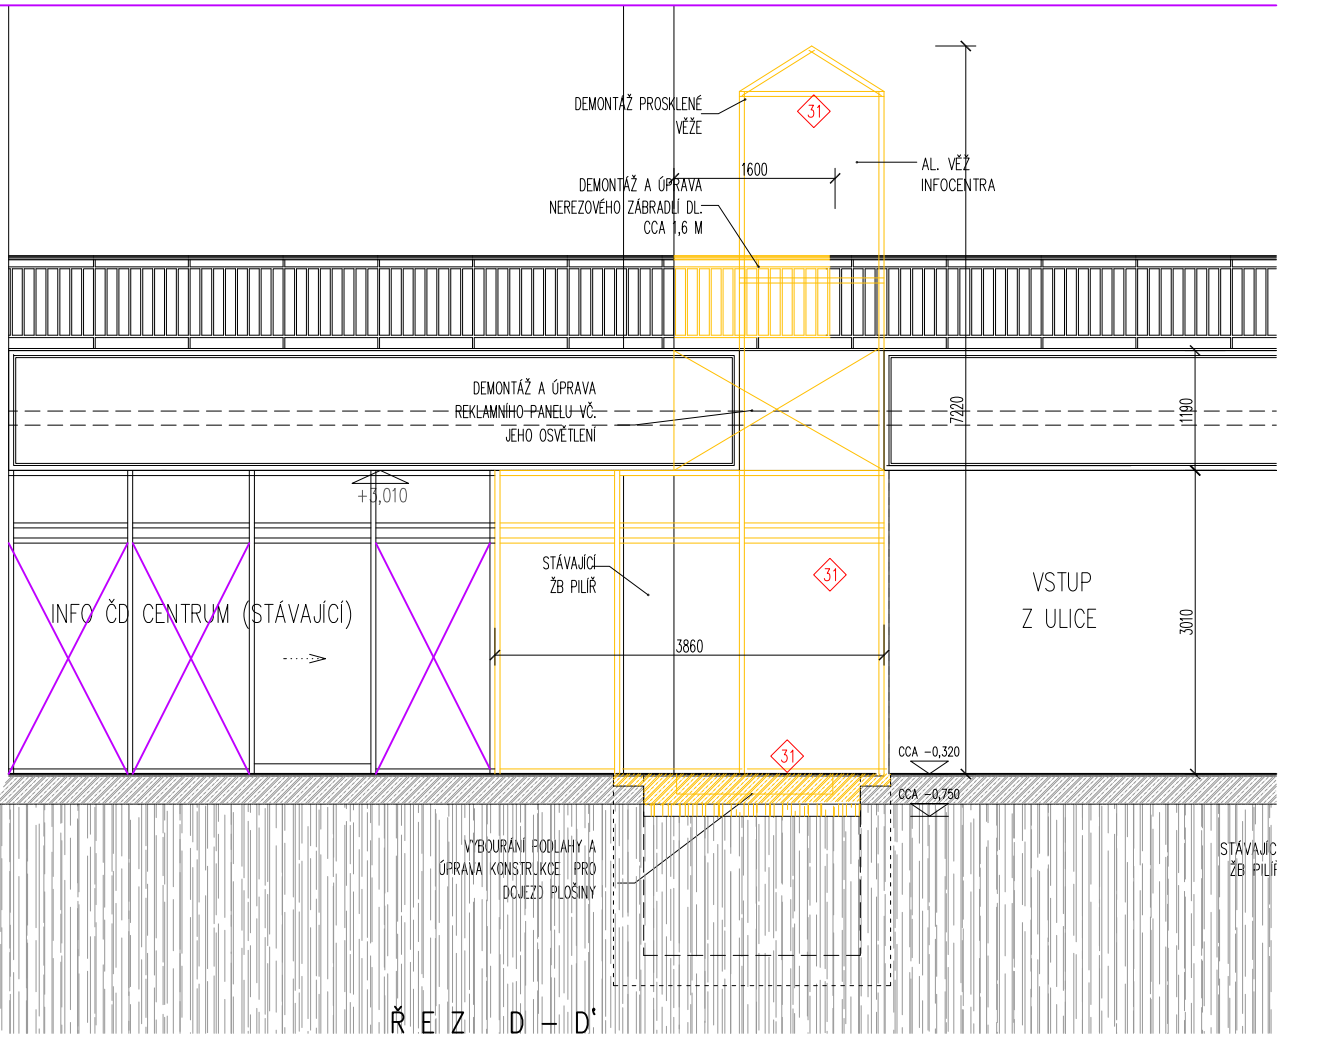 DEMONTÁŽ PROSKLENÉ
VĚŽE
31
1600
AL. VĚŽ
INFOCENTRA
DEMONTÁŽ A ÚPRAVA
NEREZOVÉHO ZÁBRADLÍ DL.
CCA 1,6 M
DEMONTÁŽ A ÚPRAVA
REKLAMNÍHO PANELU VČ.
JEHO OSVĚTLENÍ
7220
1190
+3,010
STÁVAJÍCÍ
ŽB PILÍŘ
31
VSTUP
Z ULICE
INFO ČD CENTRUM (STÁVAJÍCÍ)
3010
3860
31
CCA -0,320
CCA -0,750
VYBOURÁNÍ PODLAHY A
ÚPRAVA KONSTRUKCE PRO
DOJEZD PLOŠINY
STÁVAJÍC
ŽB PILÍŘ
ŘEZ D-D'